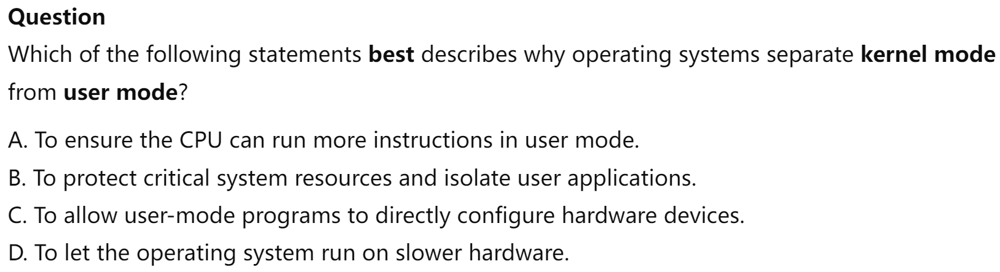 Question
Which of the following statements best describes why operating systems separate kernel mode
from user mode?
A. To ensure the CPU can run more instructions in user mode.
B. To protect critical system resources and isolate user applications.
C. To allow user-mode programs to directly configure hardware devices.
D. To let the operating system run on slower hardware.